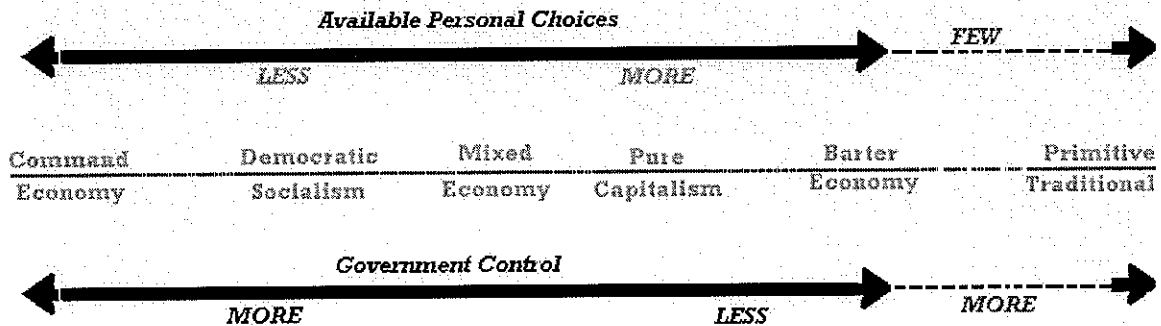 Available Personal Choices
FEW
LESS MORE
Command Democratic Mixed Pure Barter Primitive
Economy Socialism Economy Capitalism Economy Traditional
Government Control
MORE LESS MORE